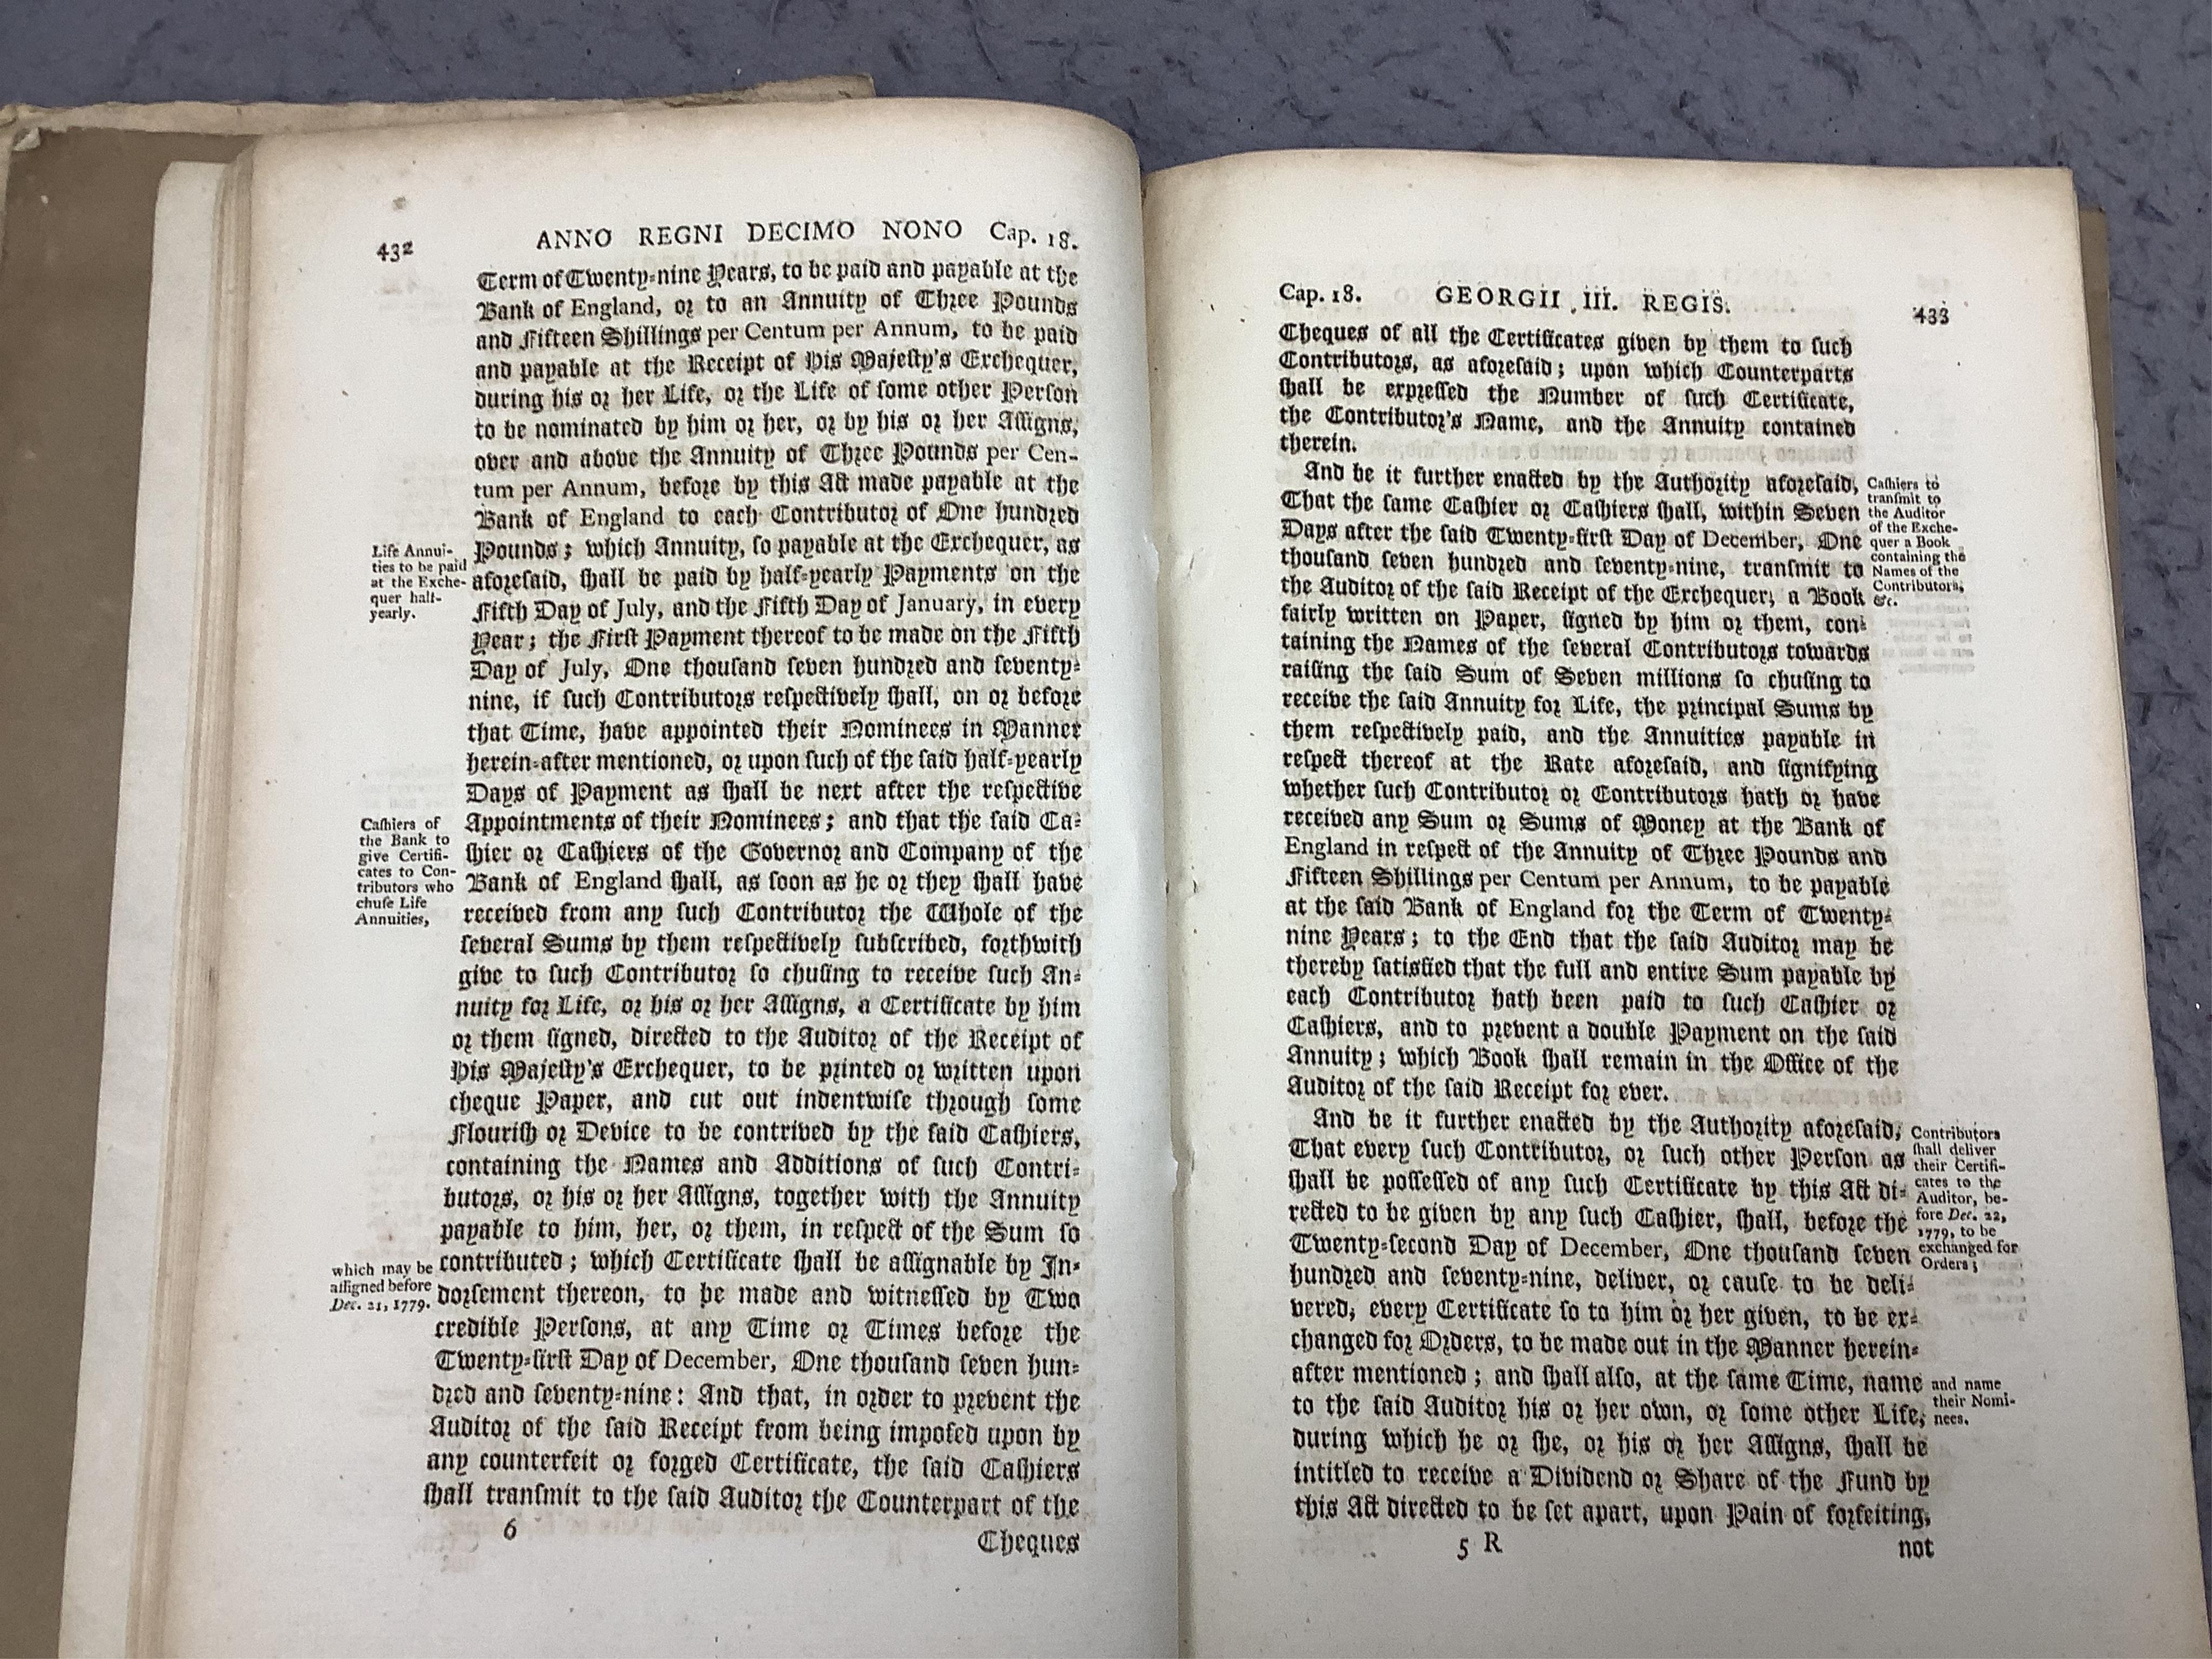 432
ANNO REGNI DECIMO NONO Cap. 18.
Term of Twenty-nine Years, to be paid and payable at the
Bank of England, or to an Annuity of Three Pounds
and Fifteen Shillings per Centum per Annum, to be paid
and payable at the Receipt of His Majeſty's Exchequer,
during his or her Life, or the Life of ſome other Perſon
to be nominated by him or her, or by his or her Aſſigns,
over and above the Annuity of Three Pounds per Cen-
tum per Annum, before by this Act made payable at the
Bank of England to each Contributor of One hundred
Pounds; which Annuity, ſo payable at the Exchequer, as
aforeſaid, ſhall be paid by half-yearly Payments on the
Fifth Day of July, and the Fifth Day of January, in every
Year; the Firſt Payment thereof to be made on the Fifth
Day of July, One thouſand ſeven hundred and ſeventy-
nine, if ſuch Contributors reſpectively ſhall, on or before
that Time, have appointed their Nominees in Manner
herein-after mentioned, or upon ſuch of the ſaid half-yearly
Days of Payment as ſhall be next after the reſpective
Appointments of their Nominees; and that the ſaid Ca-
ſhier or Caſhiers of the Governor and Company of the
Bank of England ſhall, as ſoon as he or they ſhall have
received from any ſuch Contributor the Whole of the
ſeveral Sums by them reſpectively ſubſcribed, forthwith
give to ſuch Contributor ſo chuſing to receive ſuch An-
nuity for Life, or his or her Aſſigns, a Certificate by him
or them ſigned, directed to the Auditor of the Receipt of
His Majeſty's Exchequer, to be printed or written upon
cheque Paper, and cut out indentwiſe through ſome
Flouriſh or Device to be contrived by the ſaid Caſhiers,
containing the Names and Additions of ſuch Contri-
butors, or his or her Aſſigns, together with the Annuity
payable to him, her, or them, in reſpect of the Sum ſo
contributed; which Certificate ſhall be aſſignable by In-
dorſement thereon, to be made and witneſſed by Two
credible Perſons, at any Time or Times before the
Twenty-firſt Day of December, One thouſand ſeven hun-
dred and ſeventy-nine: And that, in order to prevent the
Auditor of the ſaid Receipt from being impoſed upon by
any counterfeit or forged Certificate, the ſaid Caſhiers
ſhall tranſmit to the ſaid Auditor the Counterpart of the
6
Cheques
Life Annui-
ties to be paid
at the Exche-
quer half-
yearly.
Caſhiers of
the Bank to
give Certifi-
cates to Con-
tributors who
chuſe Life
Annuities,
which may be
aſſigned before
Dec. 21, 1779.
Cap. 18.
GEORGII III. REGIS.
433
Cheques of all the Certificates given by them to ſuch
Contributors, as aforeſaid; upon which Counterparts
ſhall be expreſſed the Number of ſuch Certificate,
the Contributor's Name, and the Annuity contained
therein.
And be it further enacted by the Authority aforeſaid,
That the ſame Caſhier or Caſhiers ſhall, within Seven
Days after the ſaid Twenty-firſt Day of December, One
thouſand ſeven hundred and ſeventy-nine, tranſmit to
the Auditor of the ſaid Receipt of the Exchequer, a Book
fairly written on Paper, ſigned by him or them, con-
taining the Names of the ſeveral Contributors towards
raiſing the ſaid Sum of Seven millions ſo chuſing to
receive the ſaid Annuity for Life, the principal Sums by
them reſpectively paid, and the Annuities payable in
reſpect thereof at the Rate aforeſaid, and ſignifying
whether ſuch Contributor or Contributors hath or have
received any Sum or Sums of Money at the Bank of
England in reſpect of the Annuity of Three Pounds and
Fifteen Shillings per Centum per Annum, to be payable
at the ſaid Bank of England for the Term of Twenty-
nine Years; to the End that the ſaid Auditor may be
thereby ſatisfied that the full and entire Sum payable by
each Contributor hath been paid to ſuch Caſhier or
Caſhiers, and to prevent a double Payment on the ſaid
Annuity; which Book ſhall remain in the Office of the
Auditor of the ſaid Receipt for ever.
And be it further enacted by the Authority aforeſaid,
That every ſuch Contributor, or ſuch other Perſon as
ſhall be poſſeſſed of any ſuch Certificate by this Act di-
rected to be given by any ſuch Caſhier, ſhall, before the
Twenty-ſecond Day of December, One thouſand ſeven
hundred and ſeventy-nine, deliver, or cauſe to be deli-
vered, every Certificate ſo to him or her given, to be ex-
changed for Orders, to be made out in the Manner herein-
after mentioned; and ſhall alſo, at the ſame Time, name
to the ſaid Auditor his or her own, or ſome other Life,
during which he or ſhe, or his or her Aſſigns, ſhall be
intitled to receive a Dividend or Share of the Fund by
this Act directed to be ſet apart, upon Pain of forfeiting,
5 R
not
Caſhiers to
tranſmit to
the Auditor
of the Exche-
quer a Book
containing the
Names of the
Contributors,
&c.
Contributors
ſhall deliver
their Certifi-
cates to the
Auditor, be-
fore Dec. 22,
1779, to be
exchanged for
Orders;
and name
their Nomi-
nees.